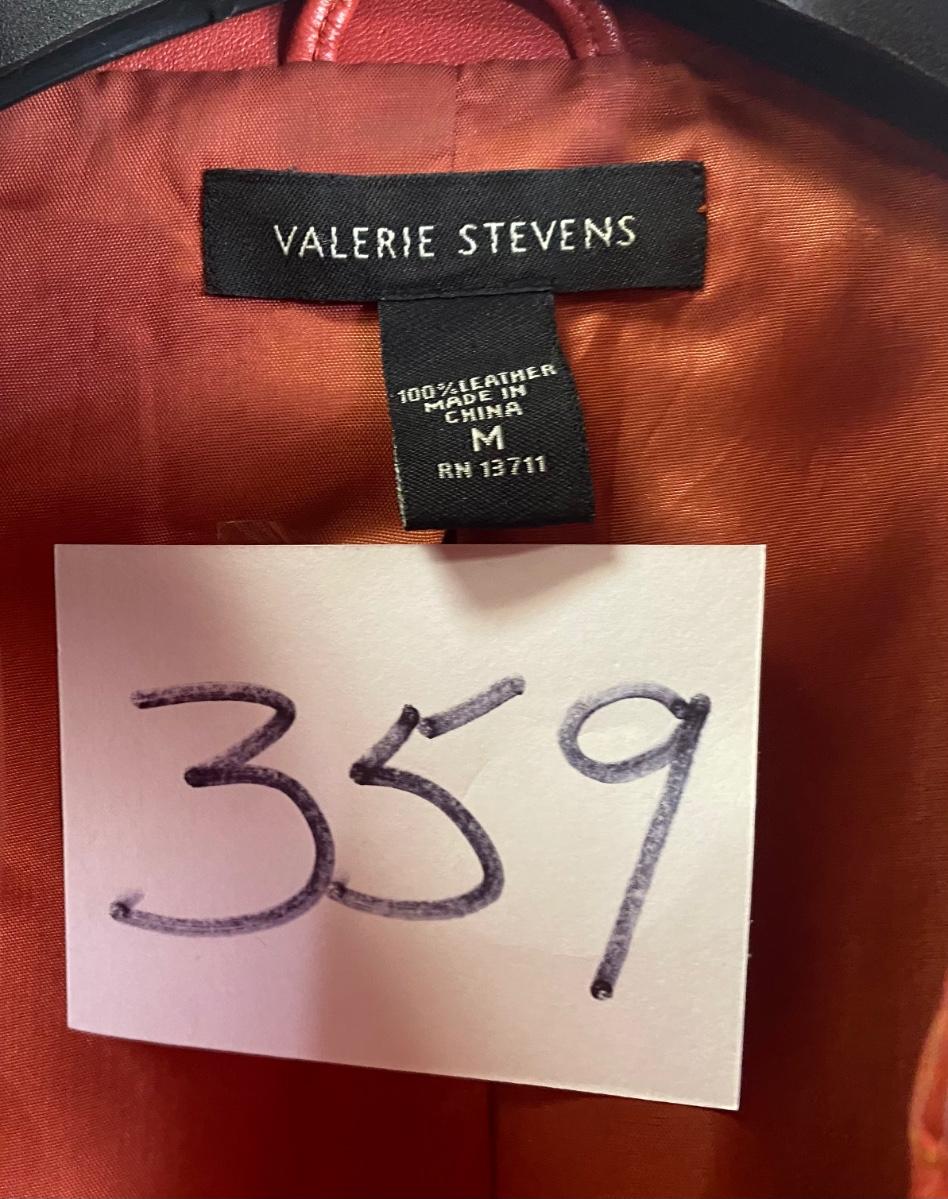 VALERIE STEVENS
100% LEATHER
MADE IN
CHINA
M
RN 13711
359